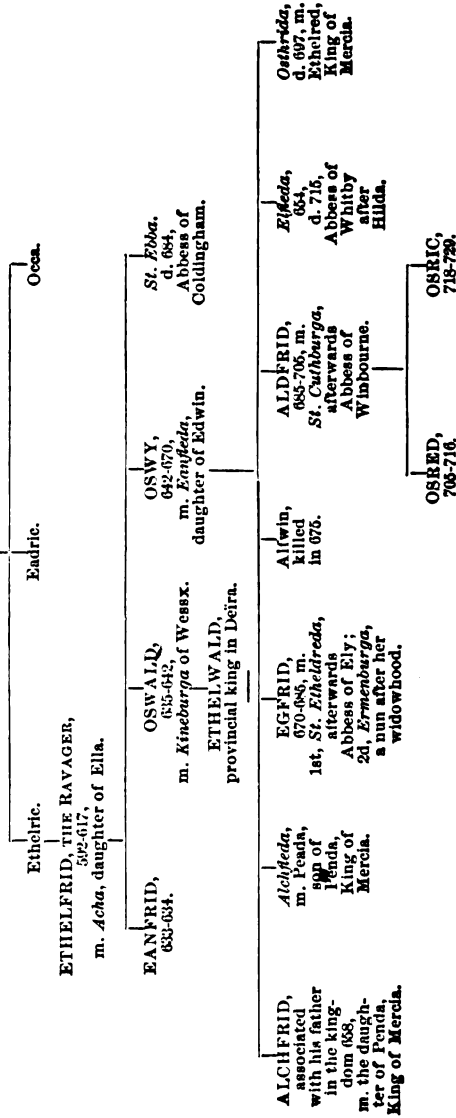 Ethelric.
Eadric.
Occa.
ETHELFRID, THE RAVAGER,
592-617,
m. Acha, daughter of Ella.
EANFRID,
633-634.
OSWALD,
635-642,
m. Kineburga of Wessx.
ETHELWALD,
provincial king in Deïra.
OSWY,
642-670,
m. Eanfleda,
daughter of Edwin.
St. Ebba.
d. 684,
Abbess of
Coldingham.
ALCHFRID,
associated
with his father
in the king-
dom 658,
m. the daugh-
ter of Penda,
King of Mercia.
Alchfleda,
m. Peada,
son of
Penda,
King of
Mercia.
EGFRID,
670-685, m.
1st, St. Etheldreda,
afterwards
Abbess of Ely;
2d, Ermenburga,
a nun after her
widowhood.
Alfwin,
killed
in 675.
ALDFRID,
685-705, m.
St. Cuthburga,
afterwards
Abbess of
Winbourne.
Elfleda,
654,
d. 715,
Abbess of
Whitby
after
Hilda.
Osthrida,
d. 697, m.
Ethelred,
King of
Mercia.
OSRED,
705-716.
OSRIC,
718-729.